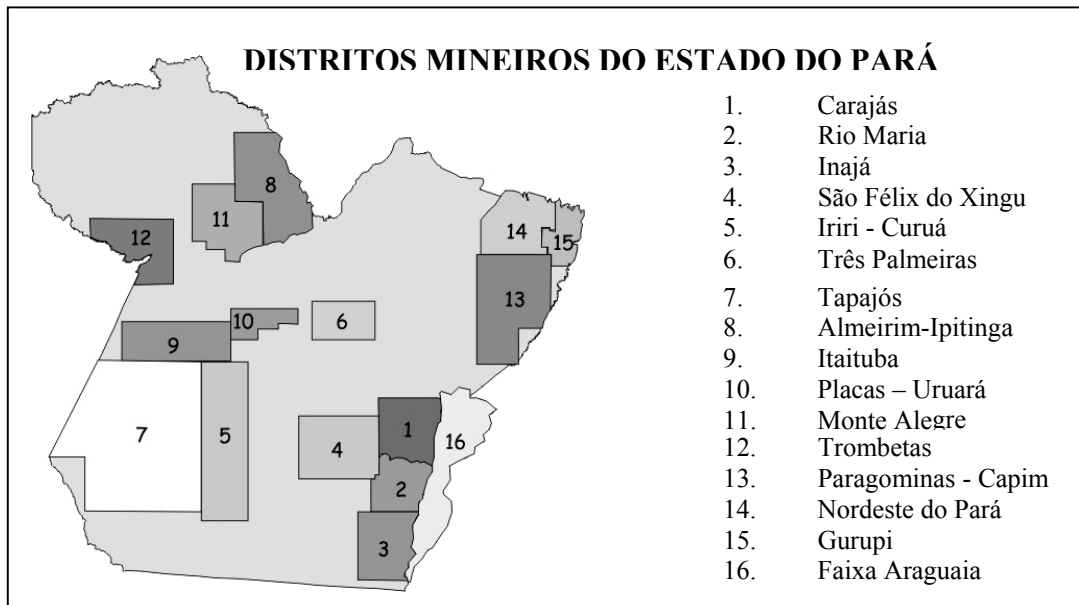 DISTRITOS MINEIROS DO ESTADO DO PARÁ
1. Carajás
2. Rio Maria
3. Inajá
4. São Félix do Xingu
5. Iriri - Curuá
6. Três Palmeiras
7. Tapajós
8. Almeirim-Ipitinga
9. Itaituba
10. Placas – Uruará
11. Monte Alegre
12. Trombetas
13. Paragominas - Capim
14. Nordeste do Pará
15. Gurupi
16. Faixa Araguaia
8
11
12
14
15
13
10
6
9
7
5
4
1
16
2
3